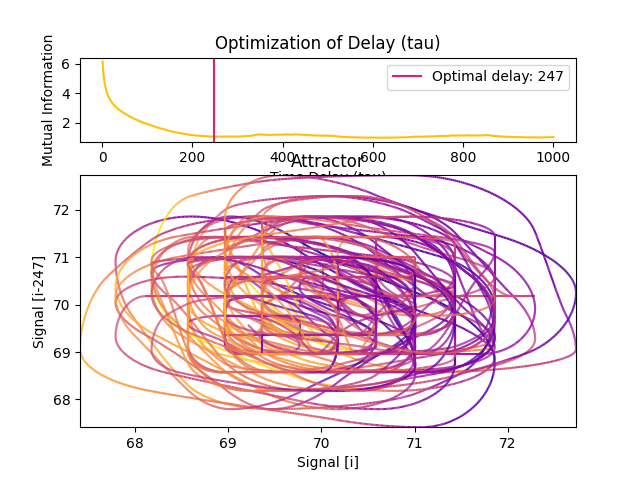 Optimization of Delay (tau)
Mutual Information
6
4
2
Optimal delay: 247
0 200 400 600 800 1000
Time Delay (tau)
Attractor
Signal [i-247]
72
71
70
69
68
68 69 70 71 72
Signal [i]